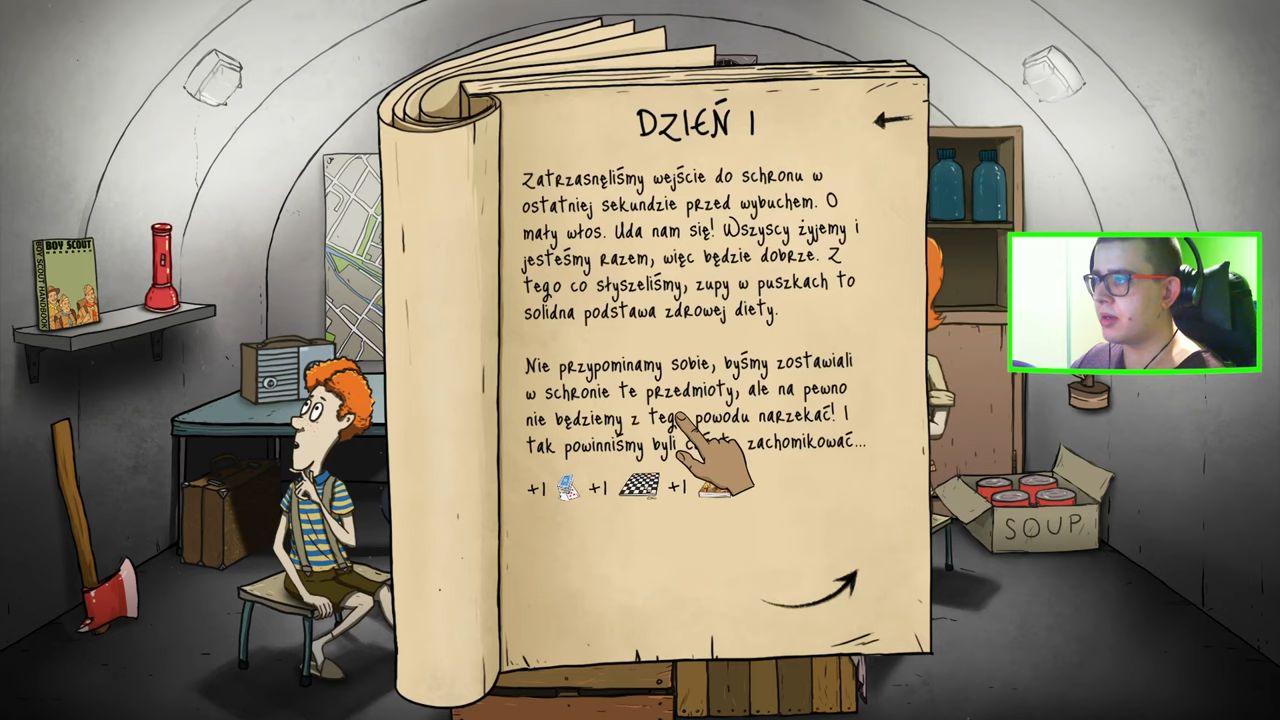 DZIEŃ 1
Zatrzasnęliśmy wejście do schronu w
ostatniej sekundzie przed wybuchem. O
mały włos. Uda nam się! Wszyscy żyjemy i
jesteśmy razem, więc będzie dobrze. Z
tego co słyszeliśmy, zupy w puszkach to
solidna podstawa zdrowej diety.
Nie przypominamy sobie, byśmy zostawiali
w schronie te przedmioty, ale na pewno
nie będziemy z tego powodu narzekać! I
tak powinniśmy byli zachomikować...
+1 +1 +1
BOY SCOUT
BOY SCOUT HANDBOOK
SOUP